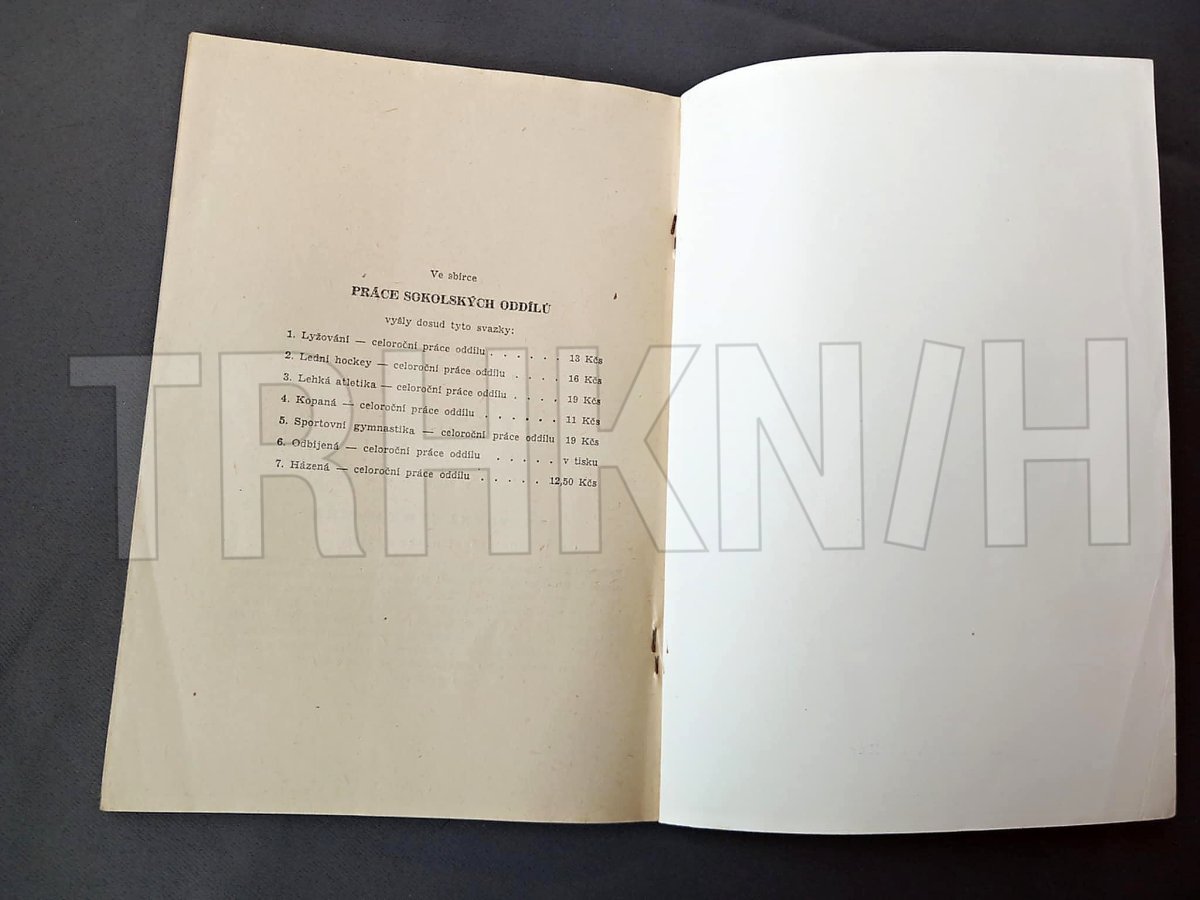 Ve sbírce
PRÁCE SOKOLSKÝCH ODDÍLŮ
vyšly dosud tyto svazky:
1. Lyžování — celoroční práce oddílu . . . . . . 13 Kčs
2. Lední hockey — celoroční práce oddílu . . . . 16 Kčs
3. Lehká atletika — celoroční práce oddílu . . . . 19 Kčs
4. Kopaná — celoroční práce oddílu . . . . . . 11 Kčs
5. Sportovní gymnastika — celoroční práce oddílu 19 Kčs
6. Odbíjená — celoroční práce oddílu . . . . . v tisku
7. Házená — celoroční práce oddílu . . . . . 12,50 Kčs
TRHKN/H